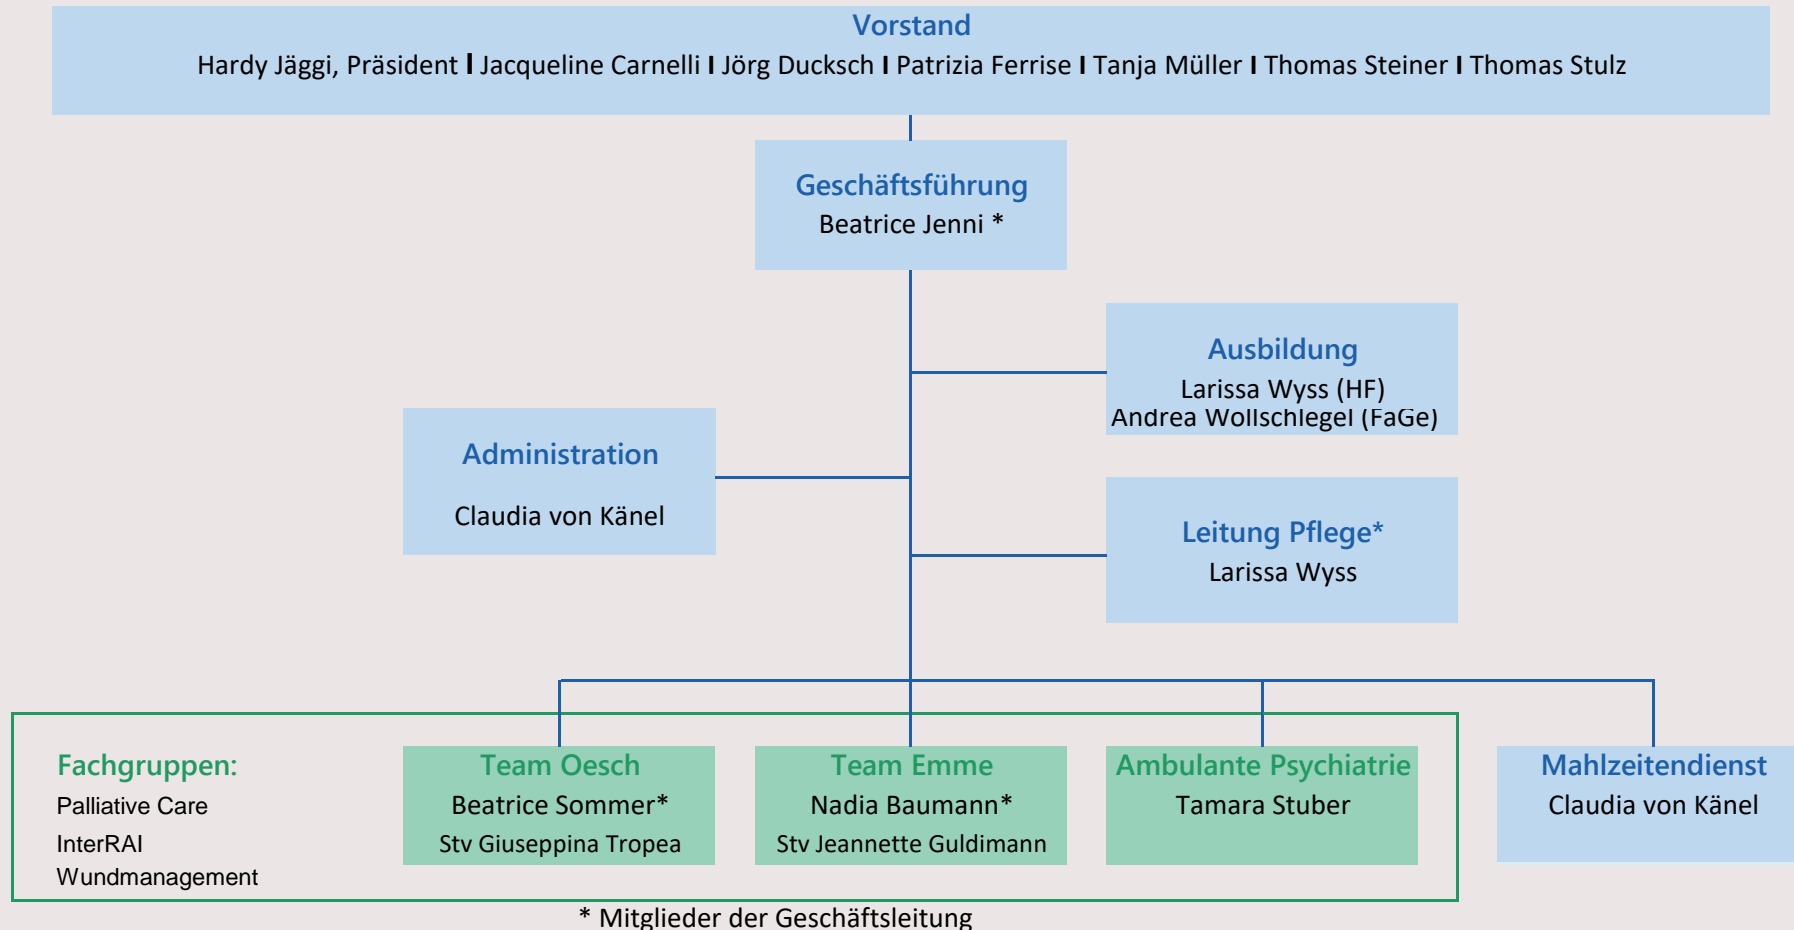 Vorstand
Hardy Jäggi, Präsident I Jacqueline Carnelli I Jörg Ducksch I Patrizia Ferrise I Tanja Müller I Thomas Steiner I Thomas Stulz
Geschäftsführung
Beatrice Jenni *
Ausbildung
Larissa Wyss (HF)
Andrea Wollschlegel (FaGe)
Administration
Claudia von Känel
Leitung Pflege*
Larissa Wyss
Fachgruppen:
Palliative Care
InterRAI
Wundmanagement
Team Oesch
Beatrice Sommer*
Stv Giuseppina Tropea
Team Emme
Nadia Baumann*
Stv Jeannette Guldimann
Ambulante Psychiatrie
Tamara Stuber
Mahlzeitendienst
Claudia von Känel
* Mitglieder der Geschäftsleitung